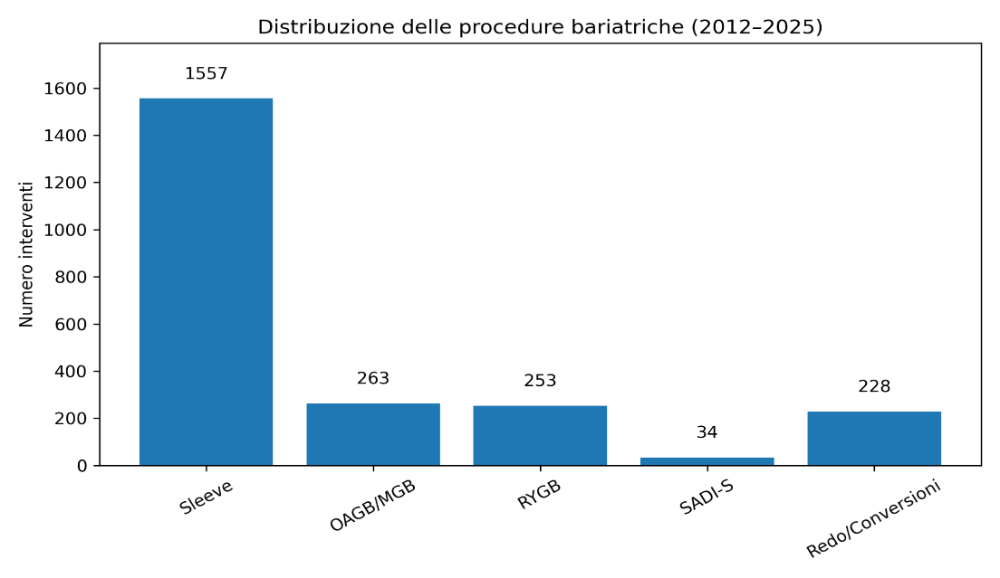 Distribuzione delle procedure bariatriche (2012–2025)
Numero interventi
1600
1400
1200
1000
800
600
400
200
0
1557
263
253
34
228
Sleeve
OAGB/MGB
RYGB
SADI-S
Redo/Conversioni